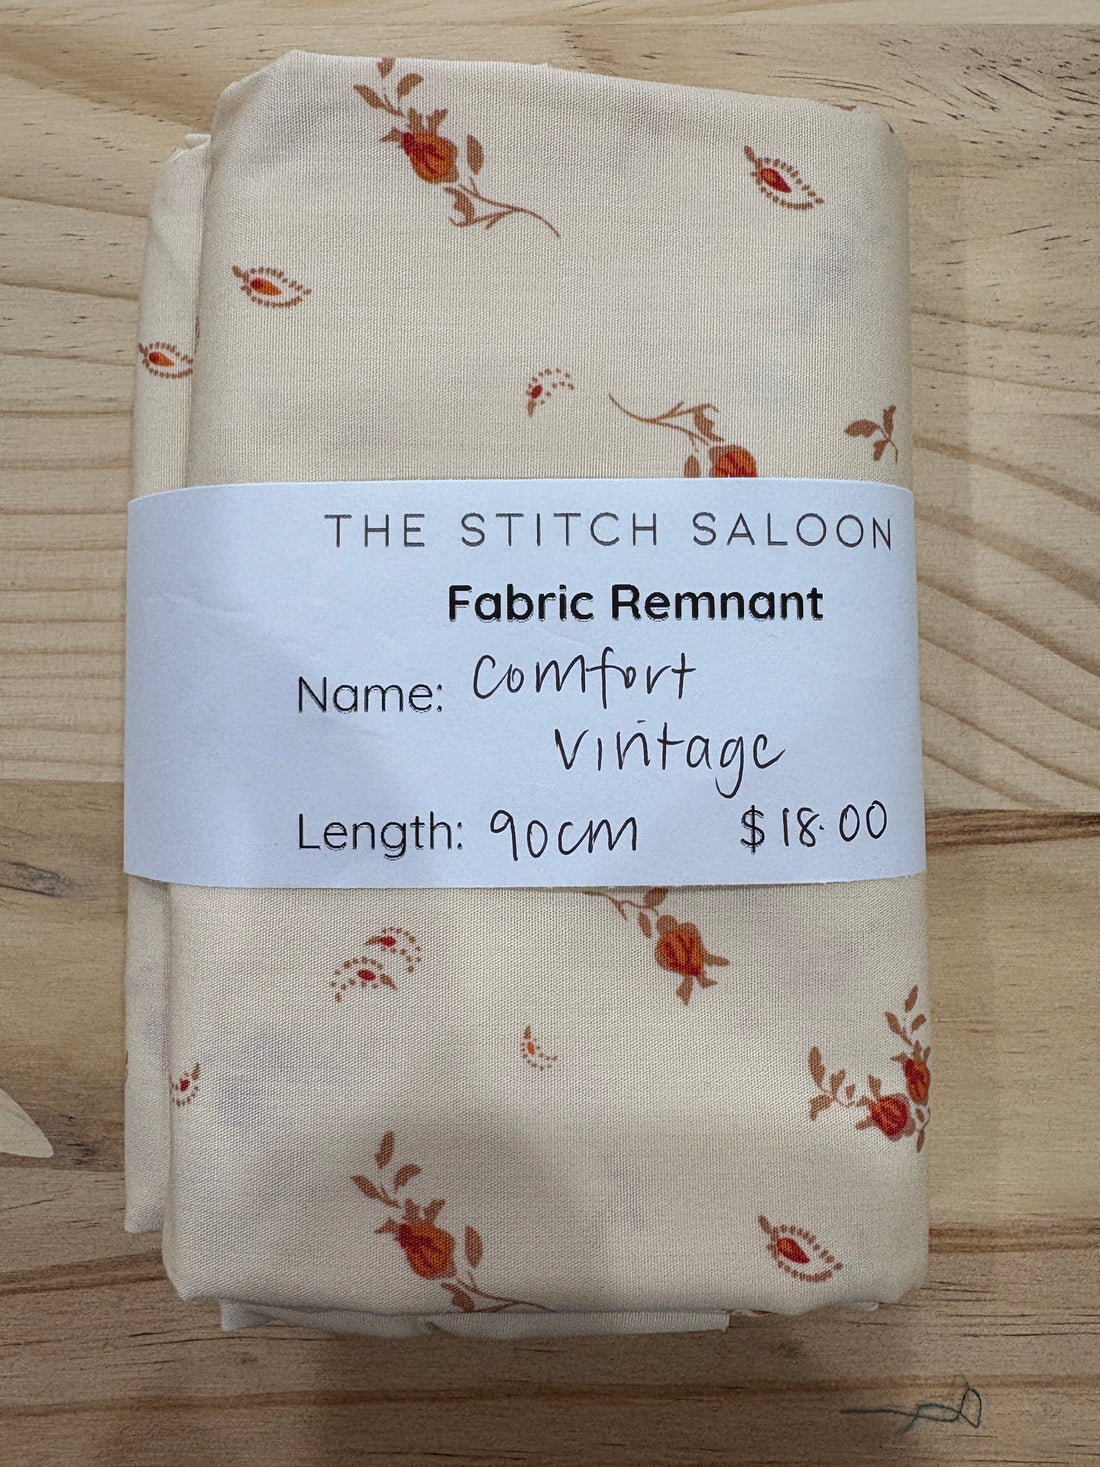 THE STITCH SALOON
Fabric Remnant
Name: Comfort
Vintage
Length: 90cm $18.00